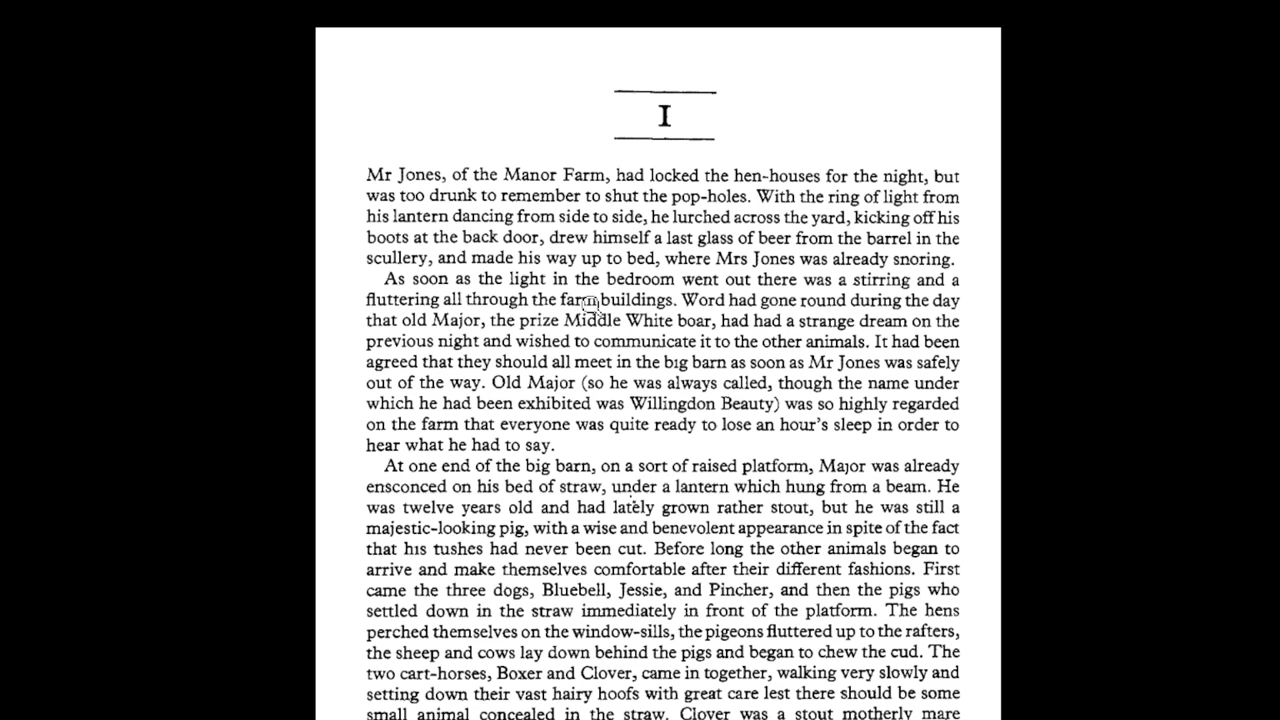 I
Mr Jones, of the Manor Farm, had locked the hen-houses for the night, but
was too drunk to remember to shut the pop-holes. With the ring of light from
his lantern dancing from side to side, he lurched across the yard, kicking off his
boots at the back door, drew himself a last glass of beer from the barrel in the
scullery, and made his way up to bed, where Mrs Jones was already snoring.
As soon as the light in the bedroom went out there was a stirring and a
fluttering all through the farm buildings. Word had gone round during the day
that old Major, the prize Middle White boar, had had a strange dream on the
previous night and wished to communicate it to the other animals. It had been
agreed that they should all meet in the big barn as soon as Mr Jones was safely
out of the way. Old Major (so he was always called, though the name under
which he had been exhibited was Willingdon Beauty) was so highly regarded
on the farm that everyone was quite ready to lose an hour's sleep in order to
hear what he had to say.
At one end of the big barn, on a sort of raised platform, Major was already
ensconced on his bed of straw, under a lantern which hung from a beam. He
was twelve years old and had lately grown rather stout, but he was still a
majestic-looking pig, with a wise and benevolent appearance in spite of the fact
that his tushes had never been cut. Before long the other animals began to
arrive and make themselves comfortable after their different fashions. First
came the three dogs, Bluebell, Jessie, and Pincher, and then the pigs who
settled down in the straw immediately in front of the platform. The hens
perched themselves on the window-sills, the pigeons fluttered up to the rafters,
the sheep and cows lay down behind the pigs and began to chew the cud. The
two cart-horses, Boxer and Clover, came in together, walking very slowly and
setting down their vast hairy hoofs with great care lest there should be some
small animal concealed in the straw. Clover was a stout motherly mare